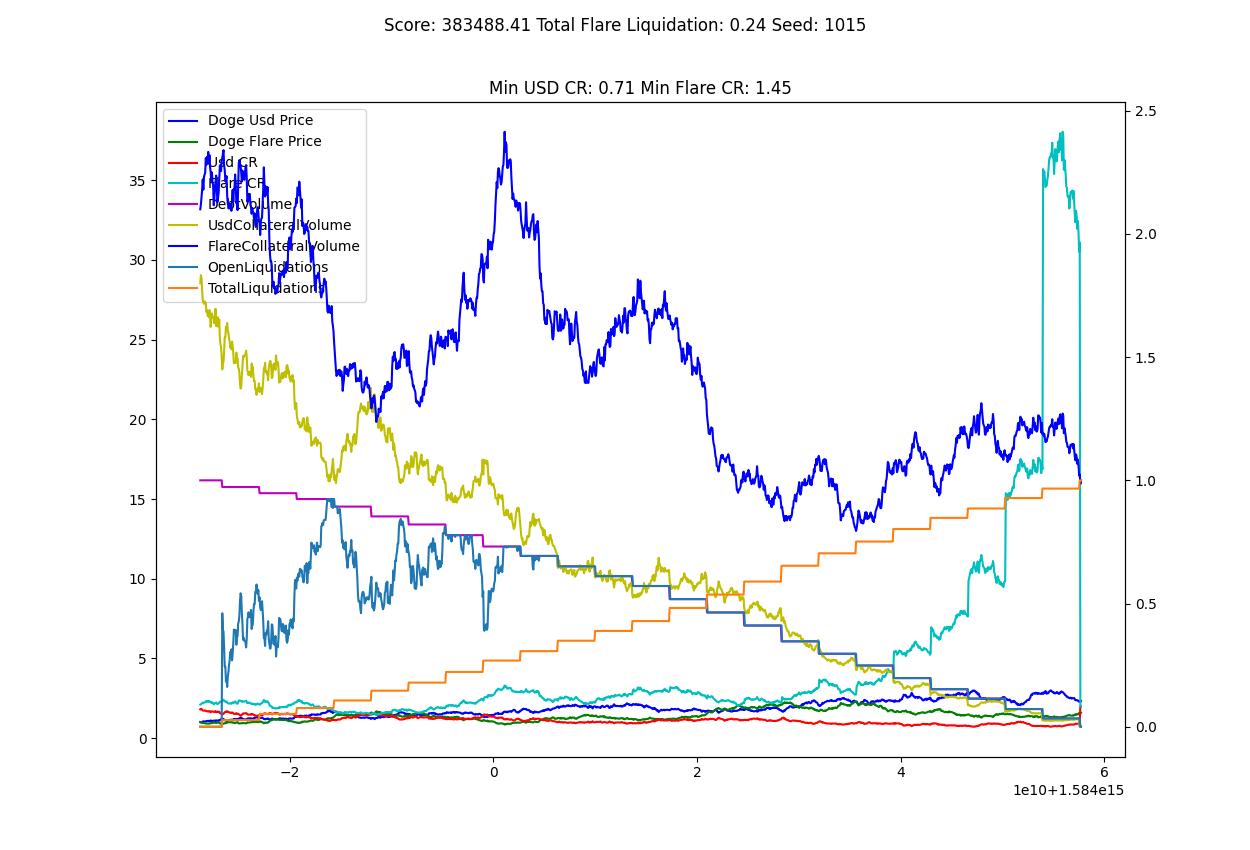 Score: 383488.41 Total Flare Liquidation: 0.24 Seed: 1015
Min USD CR: 0.71 Min Flare CR: 1.45
Doge Usd Price
Doge Flare Price
Usd CR
Flare CR
DebtVolume
UsdCollateralVolume
FlareCollateralVolume
OpenLiquidations
TotalLiquidations
35
30
25
20
15
10
5
0
2.5
2.0
1.5
1.0
0.5
0.0
−2
0
2
4
6
1e10+1.584e15